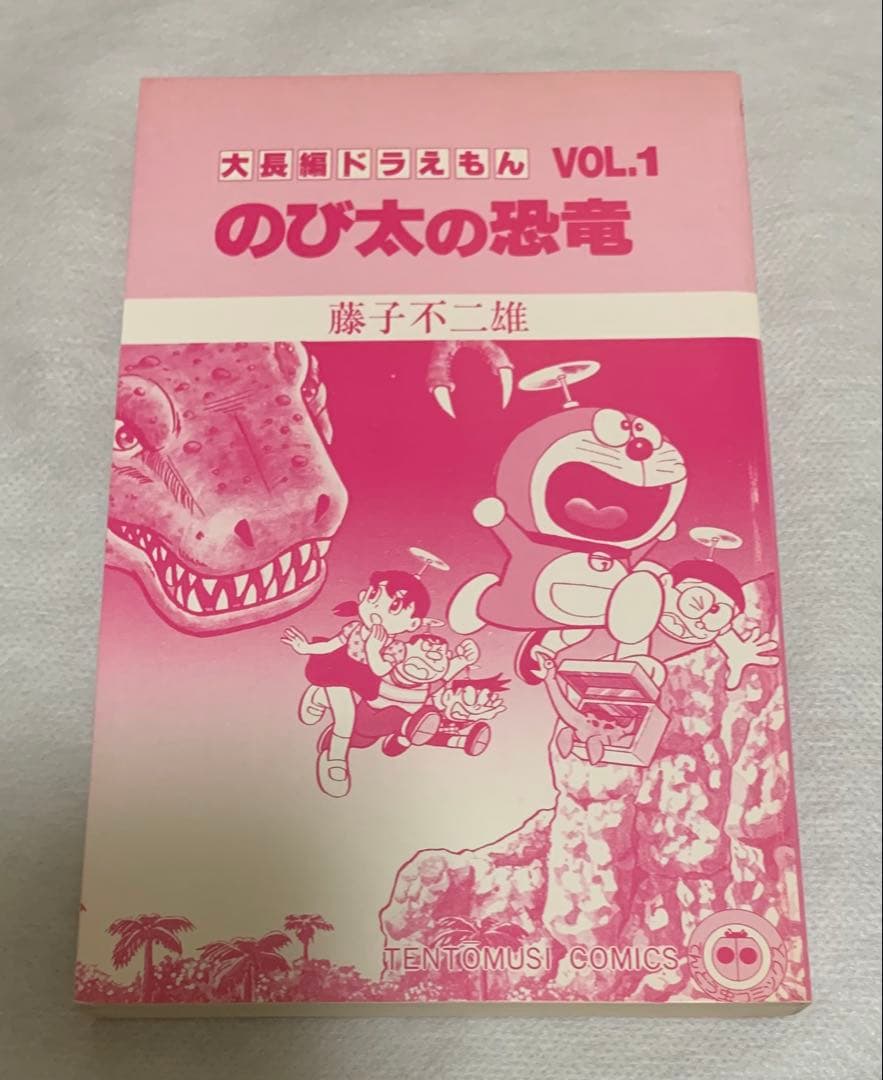 大長編ドラえもん VOL.1
のび太の恐竜
藤子不二雄
TENTŌMUSI COMICS